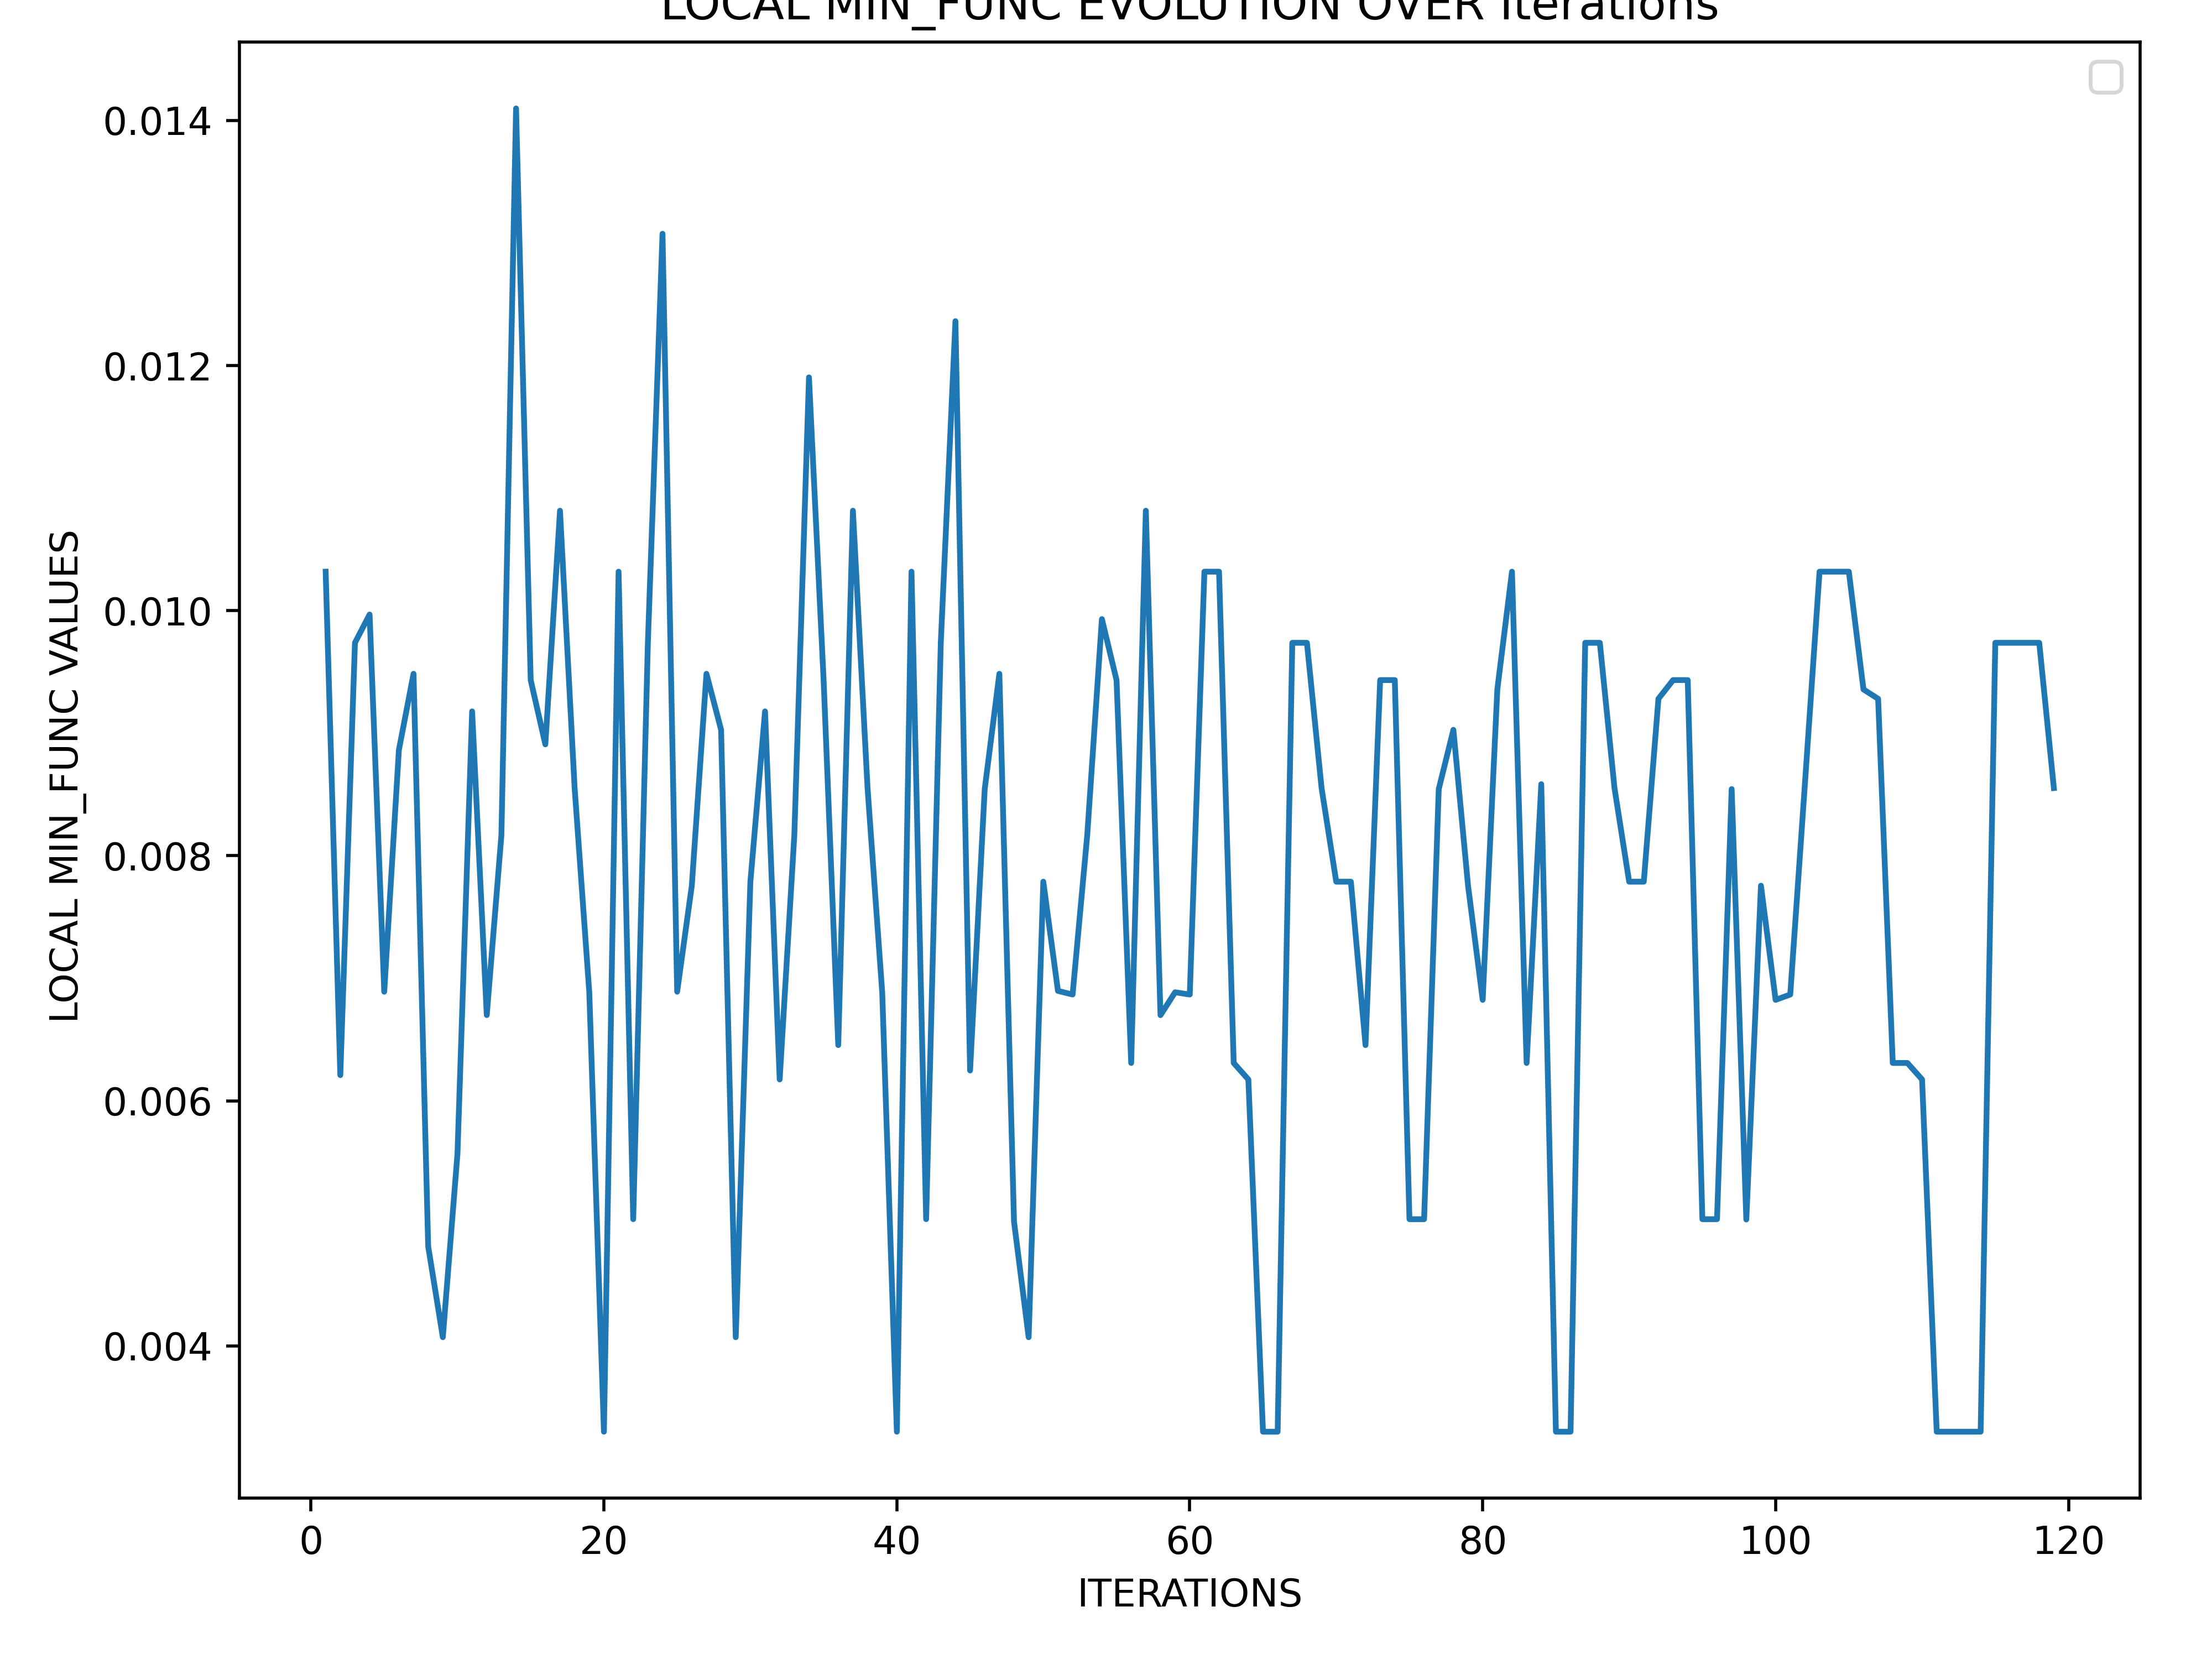 LOCAL MIN_FUNC EVOLUTION OVER Iterations
0.014
0.012
0.010
0.008
0.006
0.004
LOCAL MIN_FUNC VALUES
0 20 40 60 80 100 120
ITERATIONS